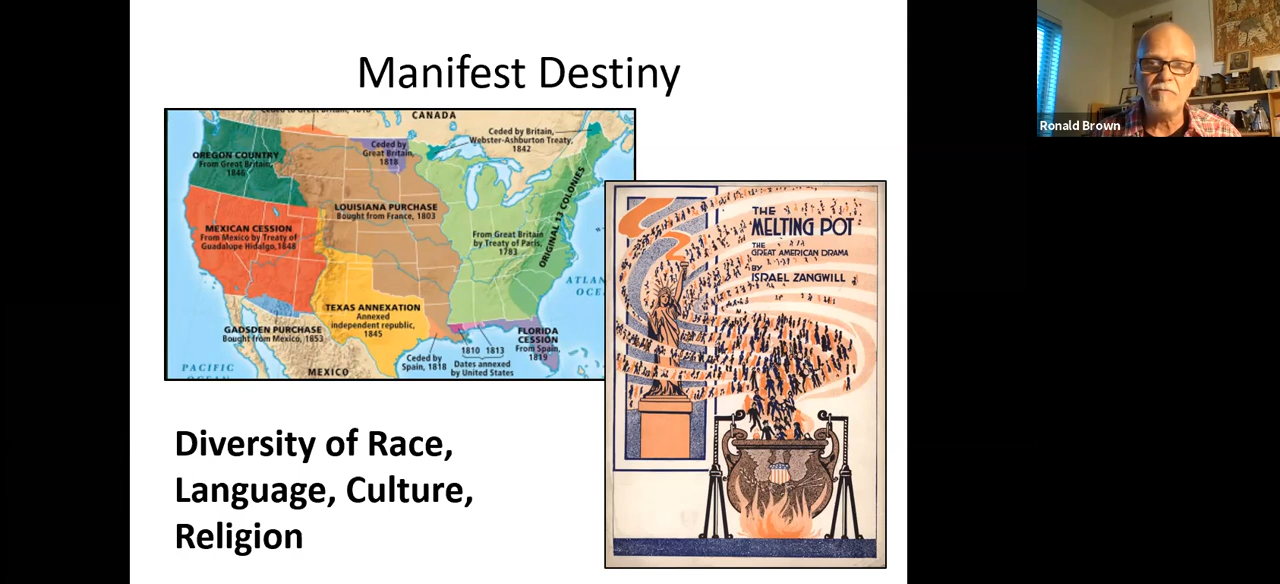 Manifest Destiny
CANADA
Ceded by Britain,
Webster-Ashburton Treaty,
1842
OREGON COUNTRY
From Great Britain,
1846
Ceded by
Great Britain,
1818
LOUISIANA PURCHASE
Bought from France, 1803
ORIGINAL 13 COLONIES
MEXICAN CESSION
From Mexico by Treaty of
Guadalupe Hidalgo, 1848
From Great Britain
by Treaty of Paris,
1783
TEXAS ANNEXATION
Annexed
independent republic,
1845
GADSDEN PURCHASE
Bought from Mexico, 1853
FLORIDA
CESSION
From Spain,
1819
1810 1813
Dates annexed
by United States
Ceded by
Spain, 1818
PACIFIC
MEXICO
THE
MELTING POT
THE
GREAT AMERICAN DRAMA
BY
ISRAEL ZANGWILL
Diversity of Race,
Language, Culture,
Religion
Ronald Brown